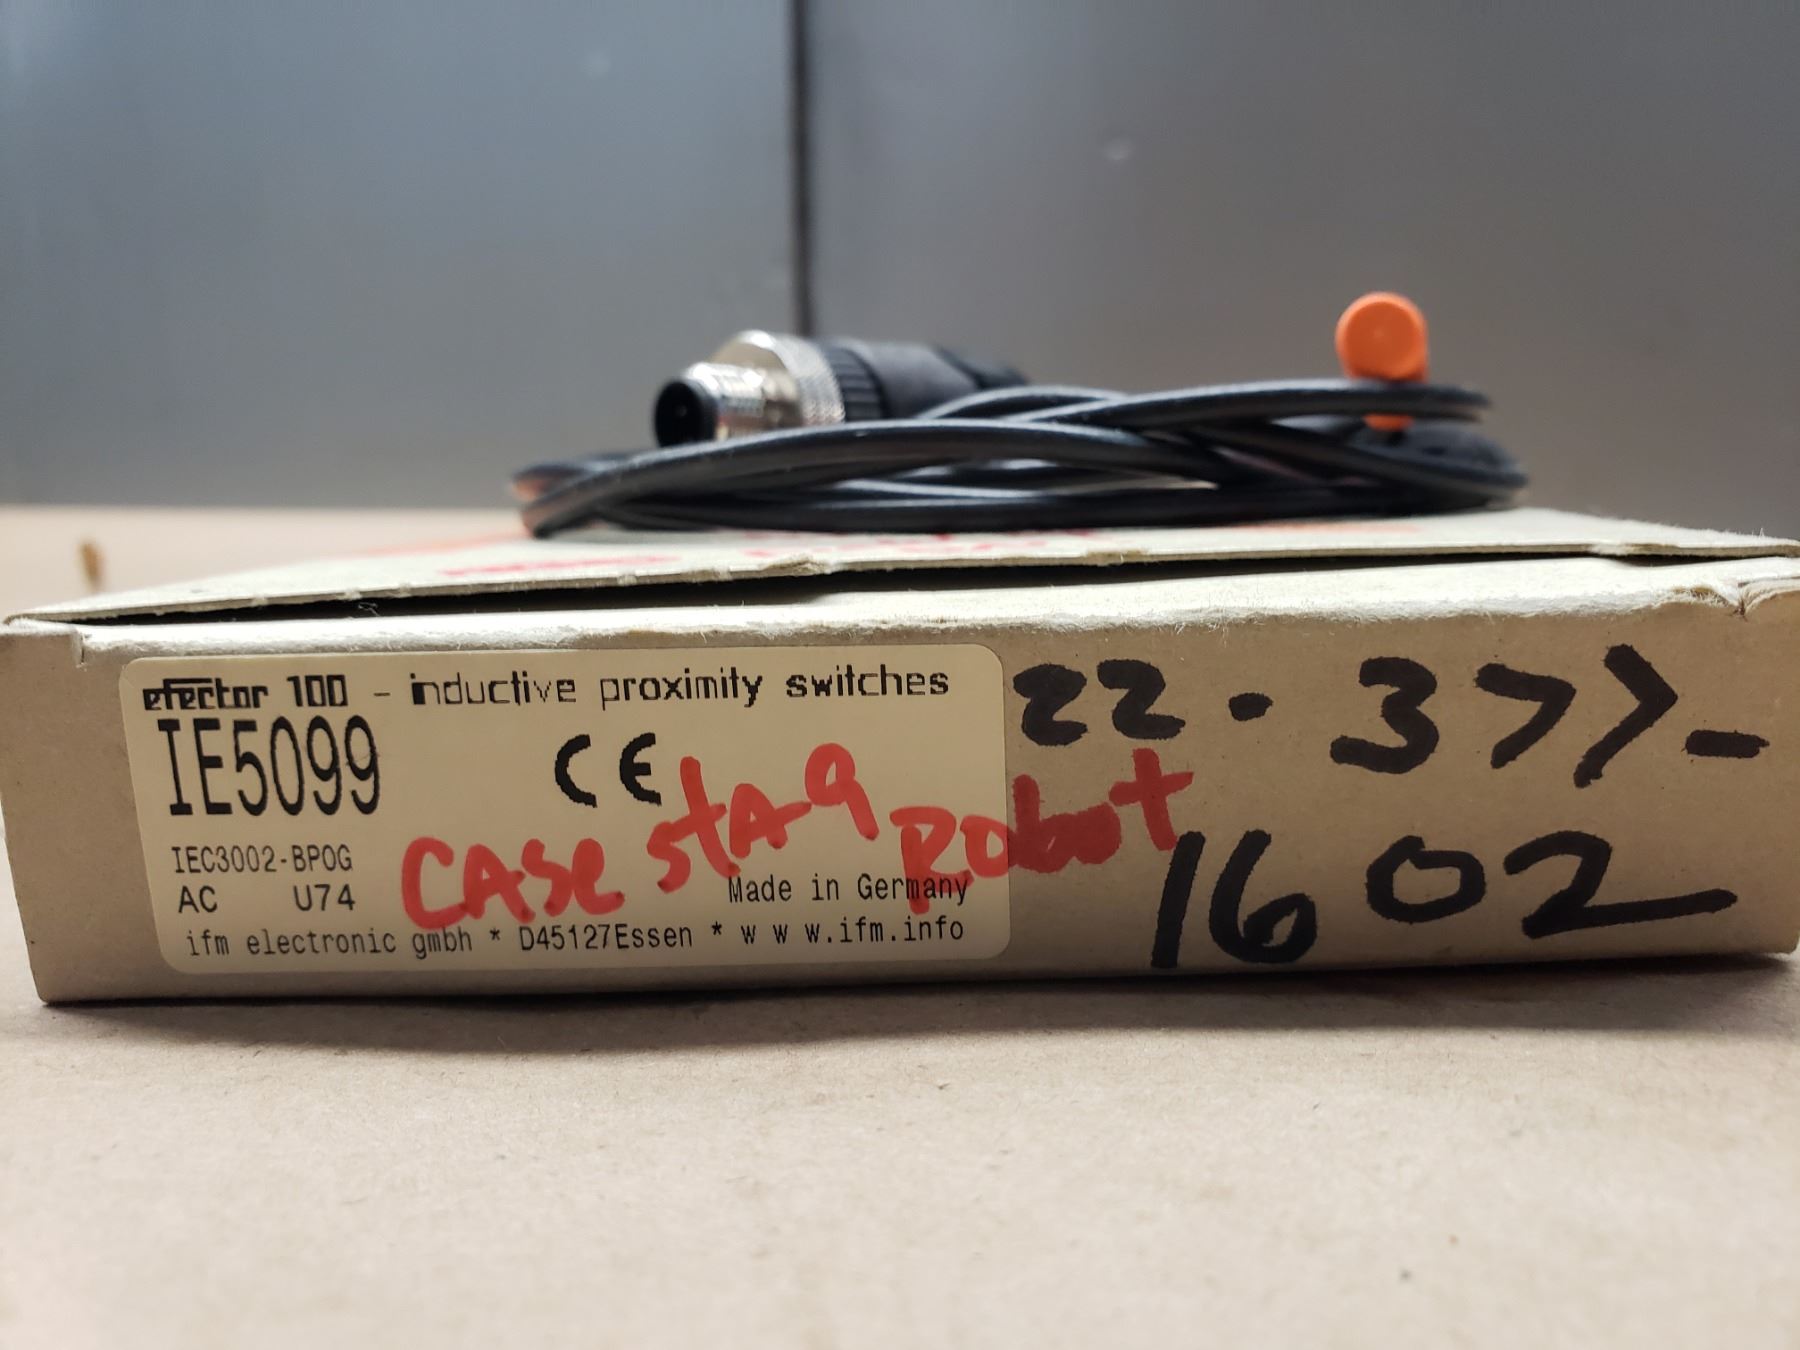 efector 100 - inductive proximity switches
IE5099
CE
IEC3002-BPOG
AC U74
Made in Germany
ifm electronic gmbh * D45127Essen * w w w.ifm.info
CASE STA-9 Robot
22-377-
1602